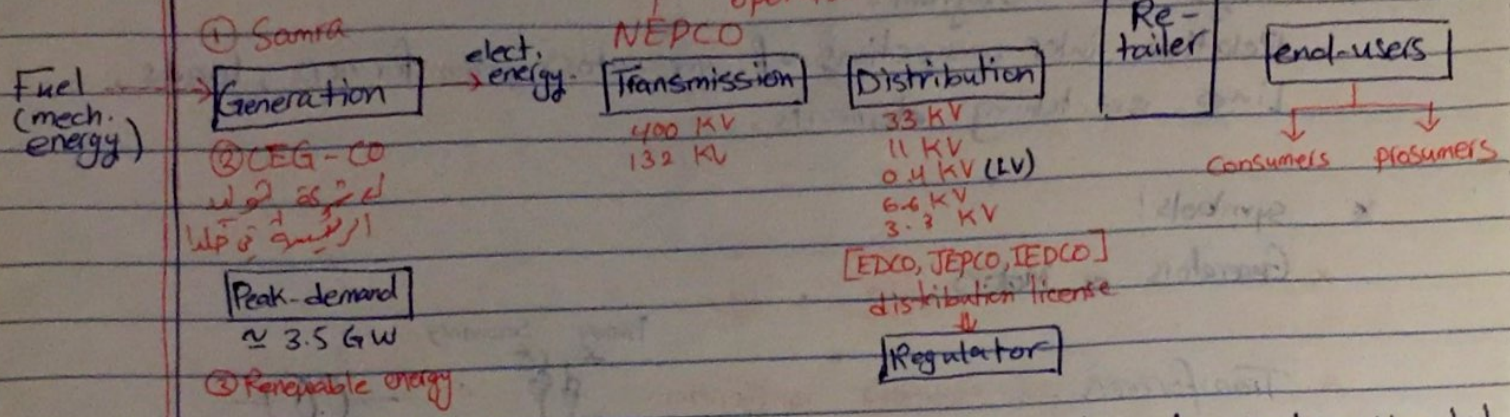 ① Samra
NEPCO
Re-
tailer
Fuel
(mech.
energy)
Generation
elect.
energy.
Transmission
Distribution
end-users
② CEG-CO
400 KV
132 KV
33 KV
11 KV
0.4 KV (LV)
6.6 KV
3.3 KV
consumers
prosumers
[EDCO, JEPCO, IEDCO]
distribution license
Regulator
Peak-demand
≃ 3.5 GW
③ Renewable energy.